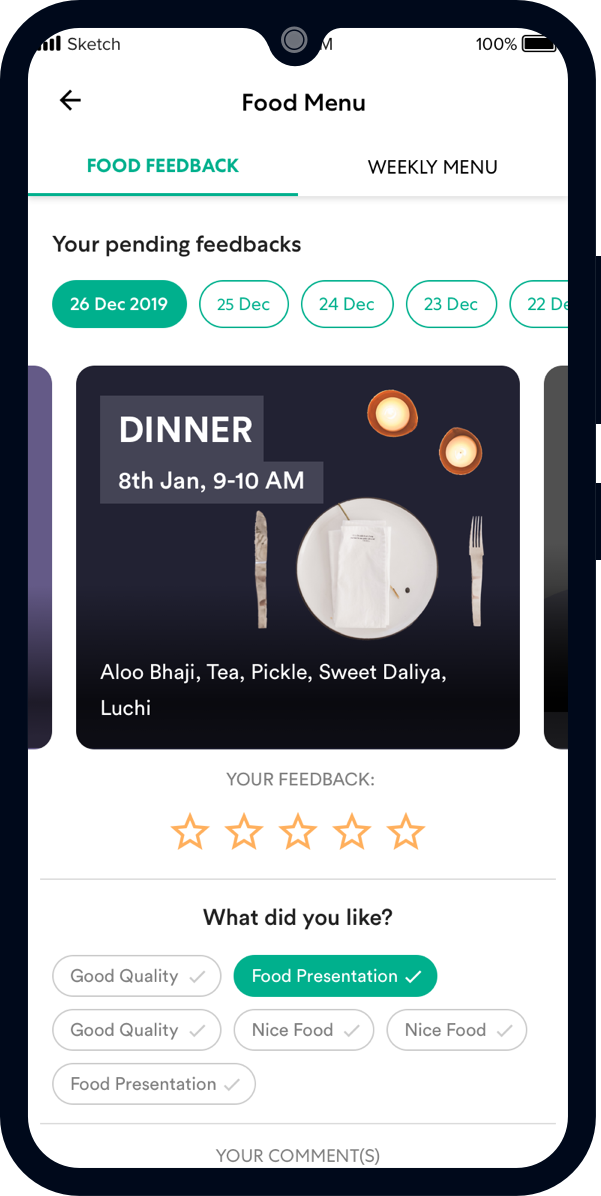 Sketch
M
100%
Food Menu
FOOD FEEDBACK
WEEKLY MENU
Your pending feedbacks
26 Dec 2019
25 Dec
24 Dec
23 Dec
22 De
DINNER
8th Jan, 9-10 AM
Aloo Bhaji, Tea, Pickle, Sweet Daliya,
Luchi
YOUR FEEDBACK:
What did you like?
Good Quality
Food Presentation
Good Quality
Nice Food
Nice Food
Food Presentation
YOUR COMMENT(S)